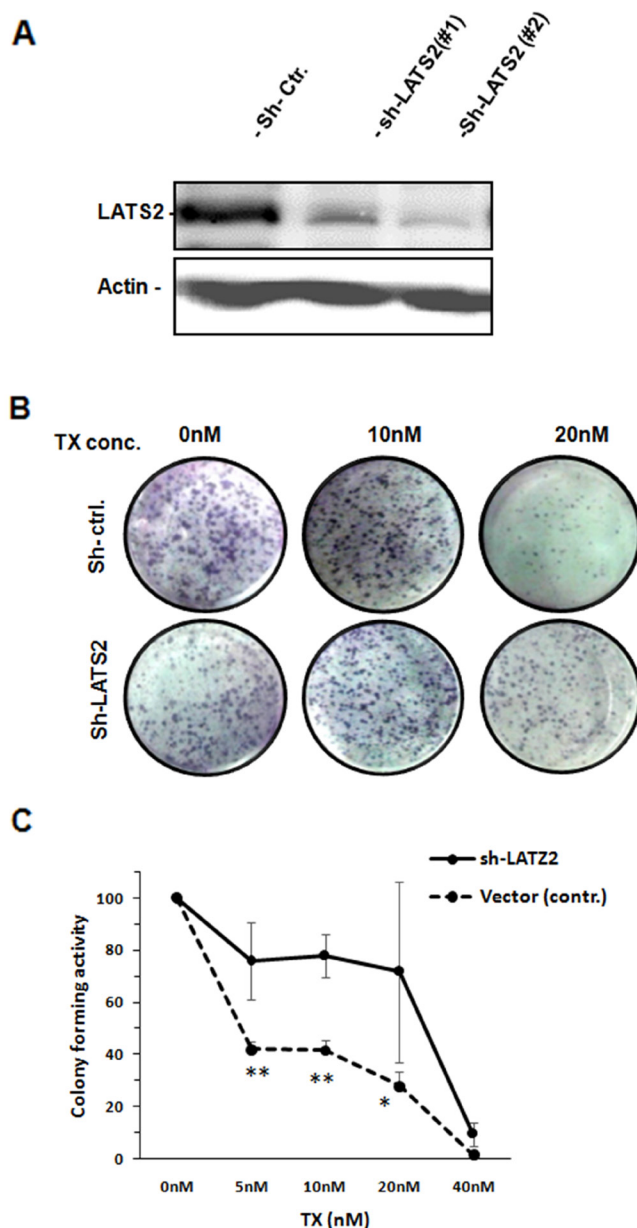 A
- Sh- Ctr.
- sh-LATS2(#1)
-Sh-LATS2 (#2)
LATS2 -
Actin -
B
TX conc.
0nM
10nM
20nM
Sh- ctrl.
Sh-LATS2
C
sh-LATZ2
Vector (contr.)
Colony forming activity
100
80
60
40
20
0
**
**
*
0nM
5nM
10nM
20nM
40nM
TX (nM)